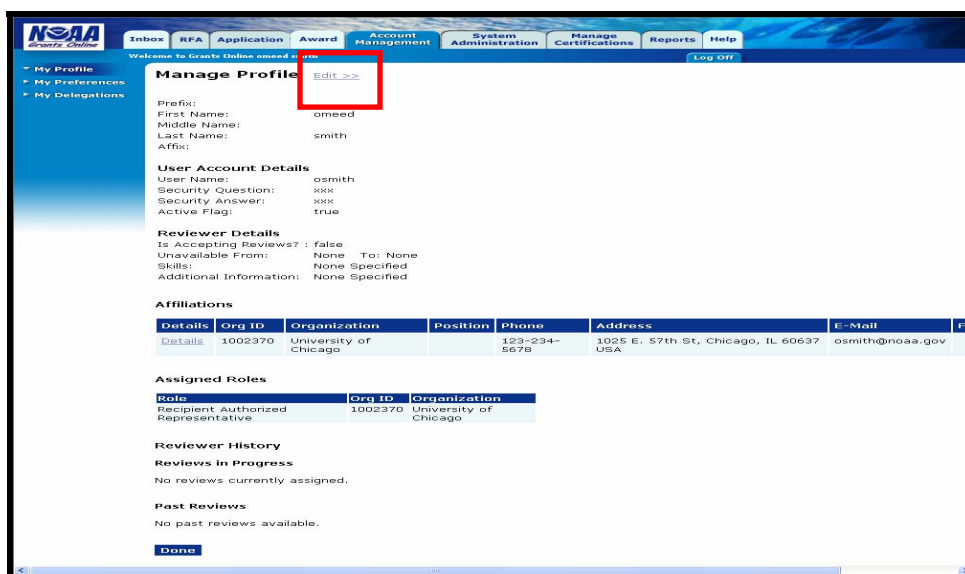 NOAA
Grants Online
Inbox RFA Application Award Account Management System Administration Manage Certifications Reports Help
Welcome to Grants Online omeed Log Off
My Profile
My Preferences
My Delegations
Manage Profile Edit >>
Prefix:
First Name: omeed
Middle Name:
Last Name: smith
Affix:
User Account Details
User Name: osmith
Security Question: xxx
Security Answer: xxx
Active Flag: true
Reviewer Details
Is Accepting Reviews? : false
Unavailable From: None To: None
Skills: None Specified
Additional Information: None Specified
Affiliations
Details Org ID Organization Position Phone Address E-Mail F
Details 1002370 University of Chicago 123-234-5678 1025 E. 57th St, Chicago, IL 60637 USA osmith@noaa.gov
Assigned Roles
Role Org ID Organization
Recipient Authorized Representative 1002370 University of Chicago
Reviewer History
Reviews in Progress
No reviews currently assigned.
Past Reviews
No past reviews available.
Done